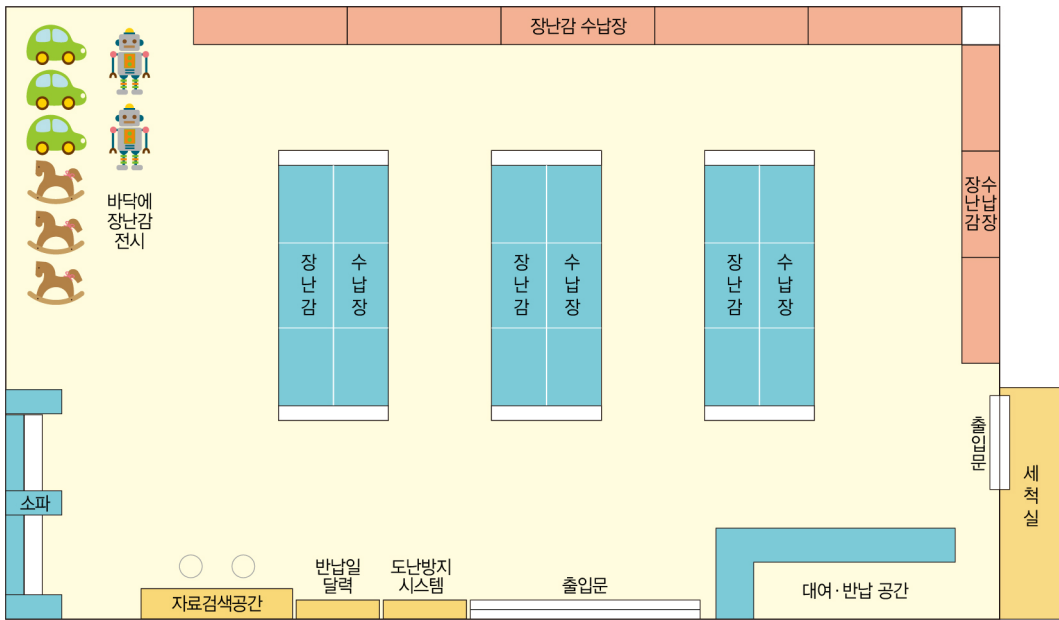 장난감 수납장
바닥에
장난감
전시
장난감
수납장
장난감
수납장
장난감
수납장
장난감
수납장
출입문
세척실
소파
반납일
달력
도난방지
시스템
출입문
자료검색공간
대여·반납 공간